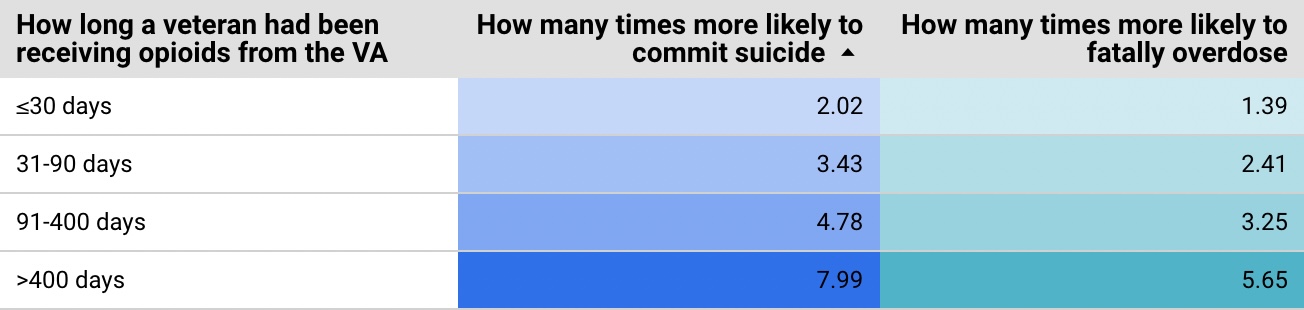 How long a veteran had been
receiving opioids from the VA
How many times more likely to
commit suicide ▲
How many times more likely to
fatally overdose
≤30 days 2.02 1.39
31-90 days 3.43 2.41
91-400 days 4.78 3.25
>400 days 7.99 5.65